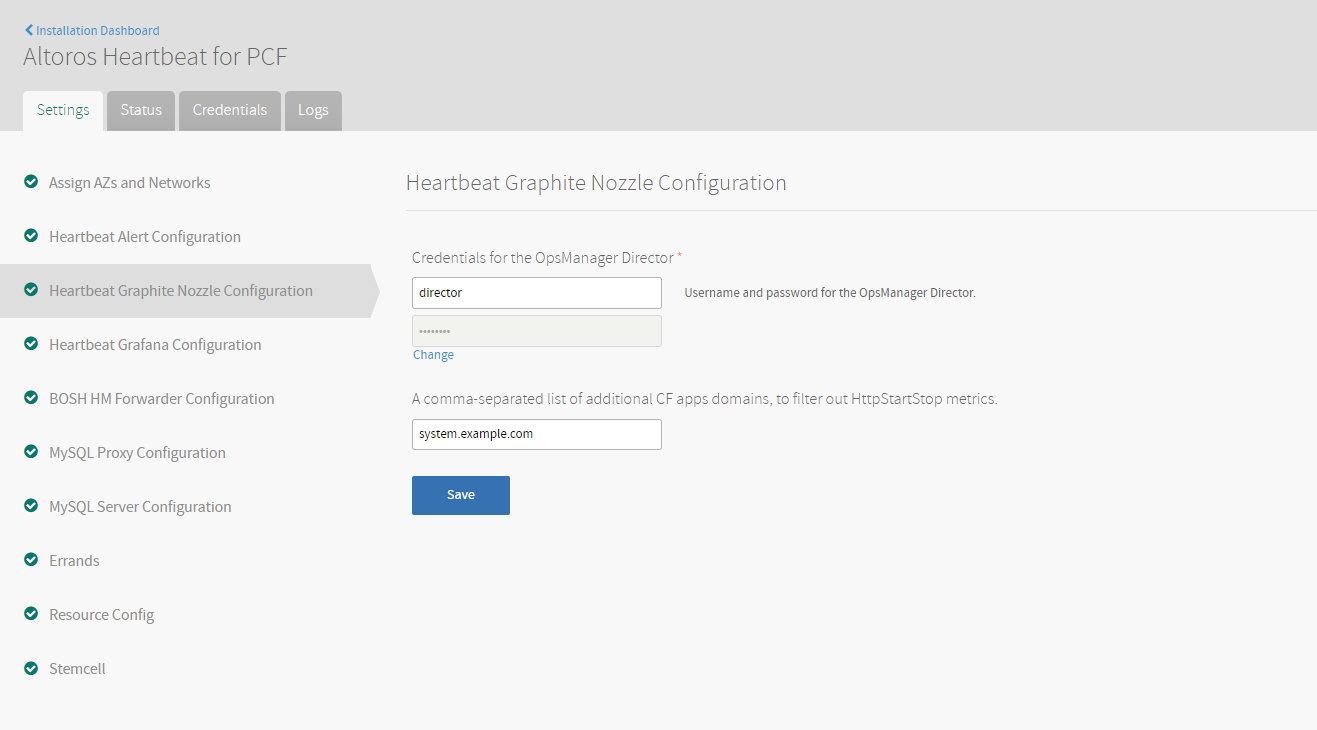 Installation Dashboard
Altoros Heartbeat for PCF
Settings
Status
Credentials
Logs
Assign AZs and Networks
Heartbeat Alert Configuration
Heartbeat Graphite Nozzle Configuration
Heartbeat Grafana Configuration
BOSH HM Forwarder Configuration
MySQL Proxy Configuration
MySQL Server Configuration
Errands
Resource Config
Stemcell
Heartbeat Graphite Nozzle Configuration
Credentials for the OpsManager Director *
director
Username and password for the OpsManager Director.
••••••••
Change
A comma-separated list of additional CF apps domains, to filter out HttpStartStop metrics.
system.example.com
Save